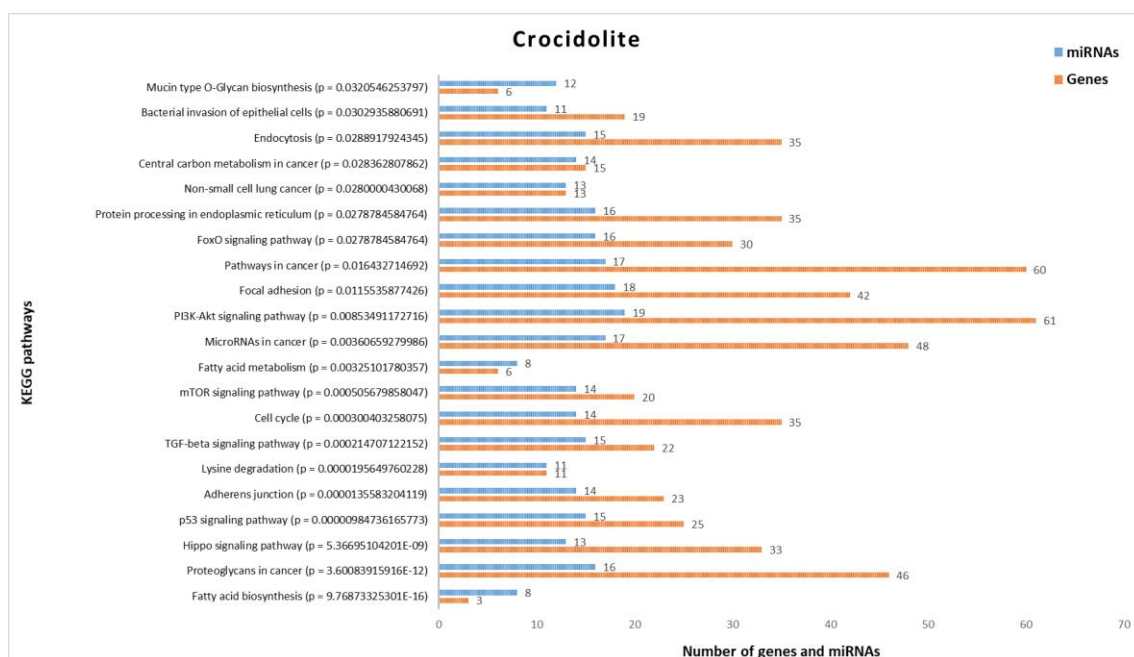 Crocidolite
miRNAs
Genes
KEGG pathways
Mucin type O-Glycan biosynthesis (p = 0.0320546253797)
12
6
Bacterial invasion of epithelial cells (p = 0.0302935880691)
11
19
Endocytosis (p = 0.0288917924345)
15
35
Central carbon metabolism in cancer (p = 0.028362807862)
14
15
Non-small cell lung cancer (p = 0.0280000430068)
13
13
Protein processing in endoplasmic reticulum (p = 0.0278784584764)
16
35
FoxO signaling pathway (p = 0.0278784584764)
16
30
Pathways in cancer (p = 0.016432714692)
17
60
Focal adhesion (p = 0.0115535877426)
18
42
PI3K-Akt signaling pathway (p = 0.00853491172716)
19
61
MicroRNAs in cancer (p = 0.00360659279986)
17
48
Fatty acid metabolism (p = 0.00325101780357)
8
6
mTOR signaling pathway (p = 0.000505679858047)
14
20
Cell cycle (p = 0.000300403258075)
14
35
TGF-beta signaling pathway (p = 0.000214707122152)
15
22
Lysine degradation (p = 0.0000195649760228)
11
11
Adherens junction (p = 0.0000135583204119)
14
23
p53 signaling pathway (p = 0.00000984736165773)
15
25
Hippo signaling pathway (p = 5.36695104201E-09)
13
33
Proteoglycans in cancer (p = 3.60083915916E-12)
16
46
Fatty acid biosynthesis (p = 9.76873325301E-16)
8
3
0 10 20 30 40 50 60 70
Number of genes and miRNAs